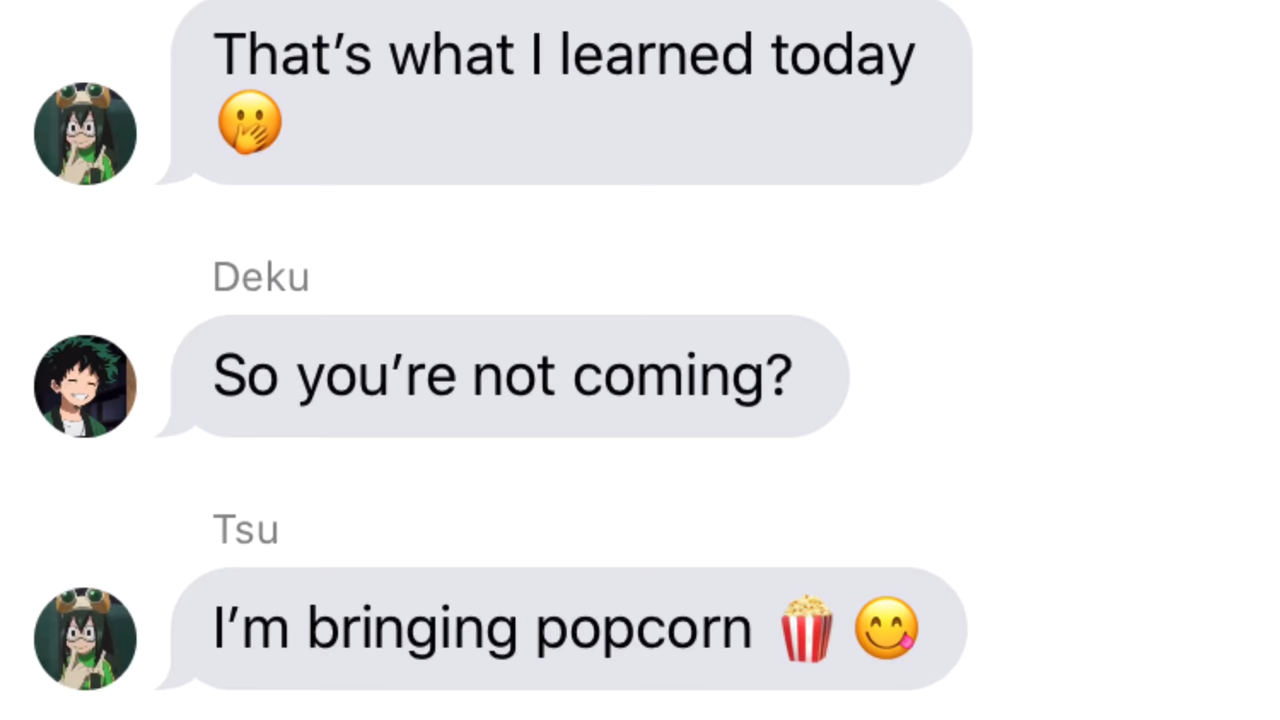 That’s what I learned today
🤭
Deku
So you’re not coming?
Tsu
I’m bringing popcorn 🍿 😋